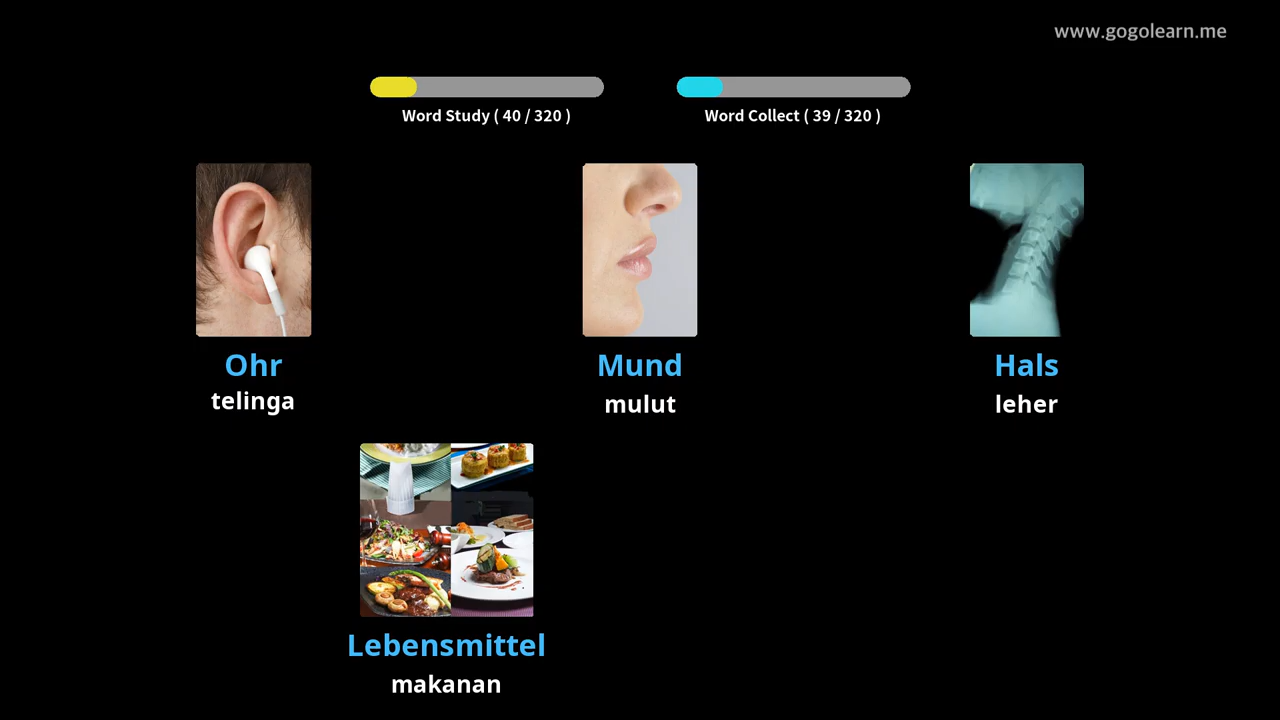 www.gogolearn.me
Word Study ( 40 / 320 )
Word Collect ( 39 / 320 )
Ohr
telinga
Mund
mulut
Hals
leher
Lebensmittel
makanan